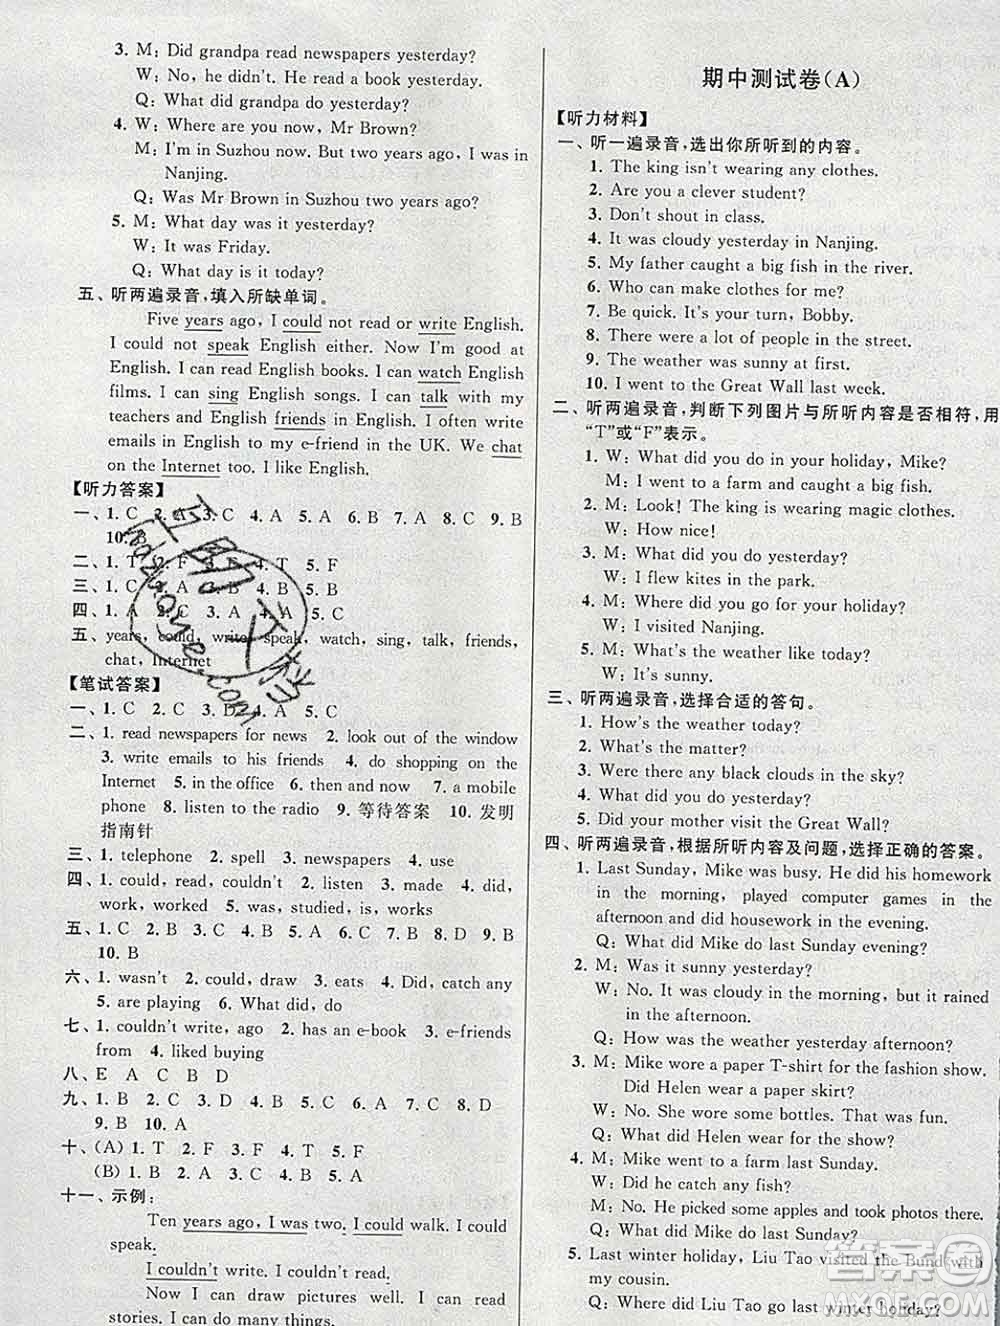 3. M: Did grandpa read newspapers yesterday?
W: No, he didn't. He read a book yesterday.
Q: What did grandpa do yesterday?
4. W: Where are you now, Mr Brown?
M: I'm in Suzhou now. But two years ago, I was in
Nanjing.
Q: Was Mr Brown in Suzhou two years ago?
5. M: What day was it yesterday?
W: It was Friday.
Q: What day is it today?
五、听两遍录音,填入所缺单词。
Five years ago, I could not read or write English.
I could not speak English either. Now I'm good at
English. I can read English books. I can watch English
films. I can sing English songs. I can talk with my
teachers and English friends in English. I often write
emails in English to my e-friend in the UK. We chat
on the Internet too. I like English.
【听力答案】
一、1. C 2. A 3. C 4. A 5. A 6. B 7. A 8. C 9. B
10. B
二、1. T 2. F 3. F 4. T 5. F
三、1. C 2. A 3. B 4. B 5. B
四、1. A 2. C 3. A 4. A 5. C
五、years, could, write, speak, watch, sing, talk, friends,
chat, Internet
【笔试答案】
一、1. C 2. C 3. D 4. A 5. C
二、1. read newspapers for news 2. look out of the window
3. write emails to his friends 4. do shopping on the
Internet 5. in the office 6. then and now 7. a mobile
phone 8. listen to the radio 9. 等待答案 10. 发明
指南针
三、1. telephone 2. spell 3. newspapers 4. use
四、1. could, read, couldn't 2. listen 3. made 4. did,
work, worked 5. was, studied, is, works
五、1. C 2. B 3. C 4. B 5. C 6. A 7. D 8. B 9. B
10. B
六、1. wasn't 2. could, draw 3. eats 4. Did, catch any
5. are playing 6. What did, do
七、1. couldn't write, ago 2. has an e-book 3. e-friends
from 4. liked buying
八、E A C B D
九、1. B 2. C 3. A 4. C 5. A 6. B 7. C 8. D
9. B 10. A
十、(A) 1. T 2. F 3. F 4. T 5. F
(B) 1. B 2. A 3. C 4. B 5. A
十一、示例:
Ten years ago, I was two. I could walk. I could
speak.
I couldn't write. I couldn't read.
Now I can draw pictures well. I can read
stories. I can do many things.
期中测试卷(A)
【听力材料】
一、听一遍录音,选出你所听到的内容。
1. The king isn't wearing any clothes.
2. Are you a clever student?
3. Don't shout in class.
4. It was cloudy yesterday in Nanjing.
5. My father caught a big fish in the river.
6. Who can make clothes for me?
7. Be quick. It's your turn, Bobby.
8. There were a lot of people in the street.
9. The weather was sunny at first.
10. I went to the Great Wall last week.
二、听两遍录音,判断下列图片与所听内容是否相符,用
“T”或“F”表示。
1. W: What did you do in your holiday, Mike?
M: I went to a farm and caught a big fish.
2. M: Look! The king is wearing magic clothes.
W: How nice!
3. M: What did you do yesterday?
W: I flew kites in the park.
4. M: Where did you go for your holiday?
W: I visited Nanjing.
5. M: What's the weather like today?
W: It's sunny.
三、听两遍录音,选择合适的答句。
1. How's the weather today?
2. What's the matter?
3. Were there any black clouds in the sky?
4. What did you do yesterday?
5. Did your mother visit the Great Wall?
四、听两遍录音,根据所听内容及问题,选择正确的答案。
1. Last Sunday, Mike was busy. He did his homework
in the morning, played computer games in the
afternoon and did housework in the evening.
Q: What did Mike do last Sunday evening?
2. M: Was it sunny yesterday?
W: No. It was cloudy in the morning, but it rained
in the afternoon.
Q: How was the weather yesterday afternoon?
3. M: Mike wore a paper T-shirt for the fashion show.
Did Helen wear a paper skirt?
W: No. She wore some bottles. That was fun.
Q: What did Helen wear for the show?
4. M: Mike went to a farm last Sunday.
W: Did he catch any fish?
M: No. He picked some apples and took photos there.
Q: What did Mike do last Sunday?
5. Last winter holiday, Liu Tao visited the Bund with
my cousin.
Q: Where did Liu Tao go last winter holiday?